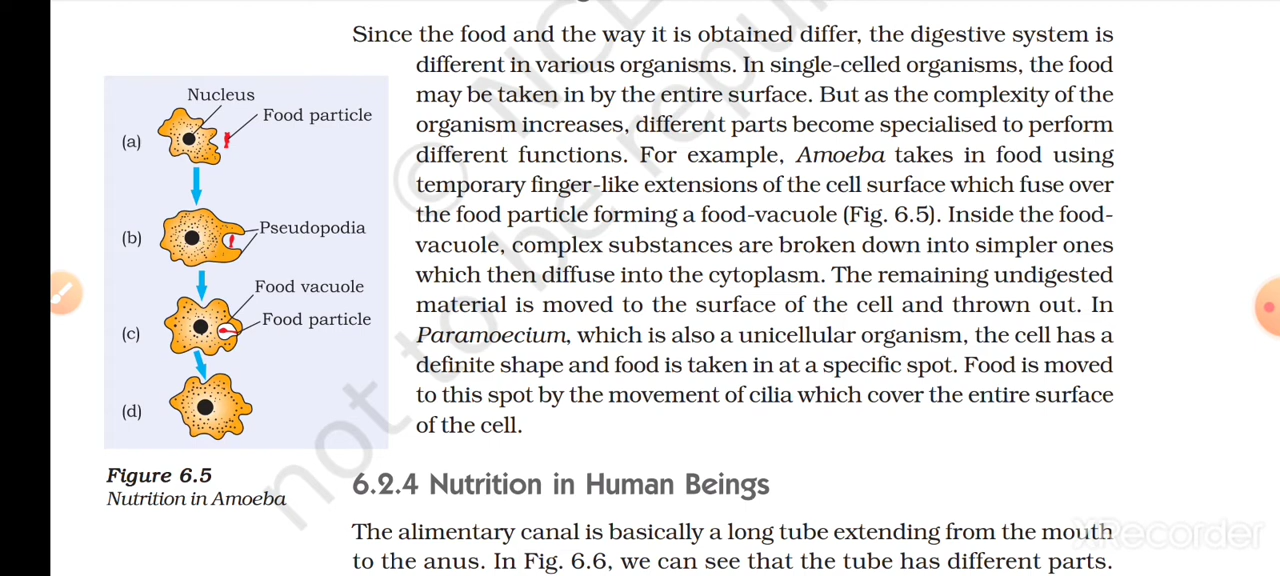 Since the food and the way it is obtained differ, the digestive system is
different in various organisms. In single-celled organisms, the food
may be taken in by the entire surface. But as the complexity of the
organism increases, different parts become specialised to perform
different functions. For example, Amoeba takes in food using
temporary finger-like extensions of the cell surface which fuse over
the food particle forming a food-vacuole (Fig. 6.5). Inside the food-
vacuole, complex substances are broken down into simpler ones
which then diffuse into the cytoplasm. The remaining undigested
material is moved to the surface of the cell and thrown out. In
Paramoecium, which is also a unicellular organism, the cell has a
definite shape and food is taken in at a specific spot. Food is moved
to this spot by the movement of cilia which cover the entire surface
of the cell.
Nucleus
Food particle
(a)
(b)
Pseudopodia
Food vacuole
Food particle
(c)
(d)
Figure 6.5
Nutrition in Amoeba
6.2.4 Nutrition in Human Beings
The alimentary canal is basically a long tube extending from the mouth
to the anus. In Fig. 6.6, we can see that the tube has different parts.
not to be republ
XRecorder